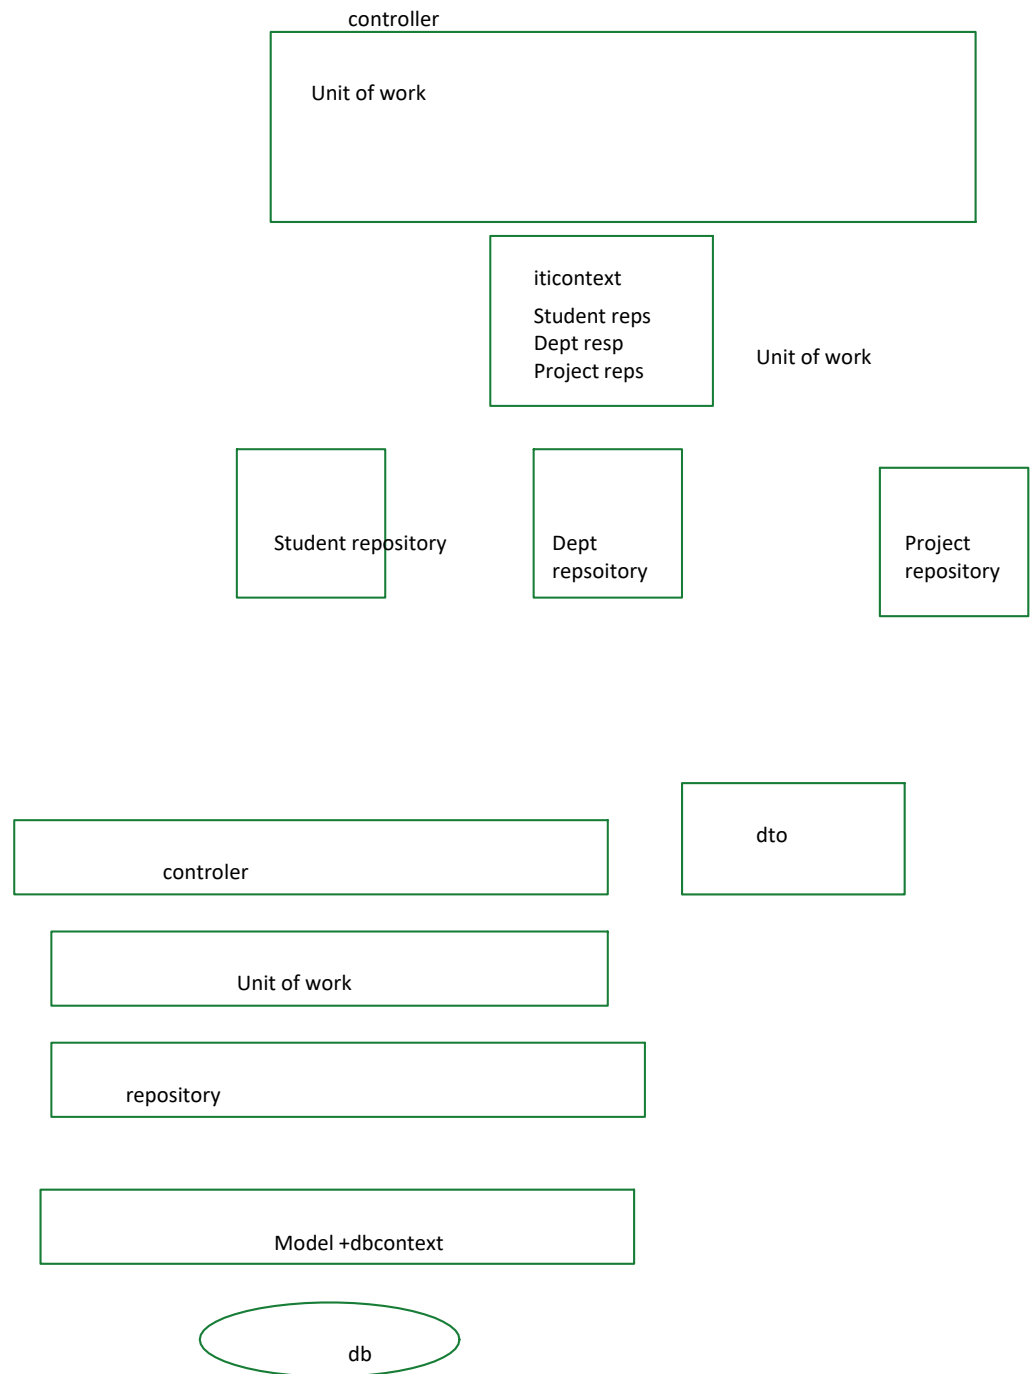 controller
Unit of work
iticontext
Student reps
Dept resp
Project reps
Unit of work
Student repository
Dept
repsoitory
Project
repository
dto
controler
Unit of work
repository
Model +dbcontext
db